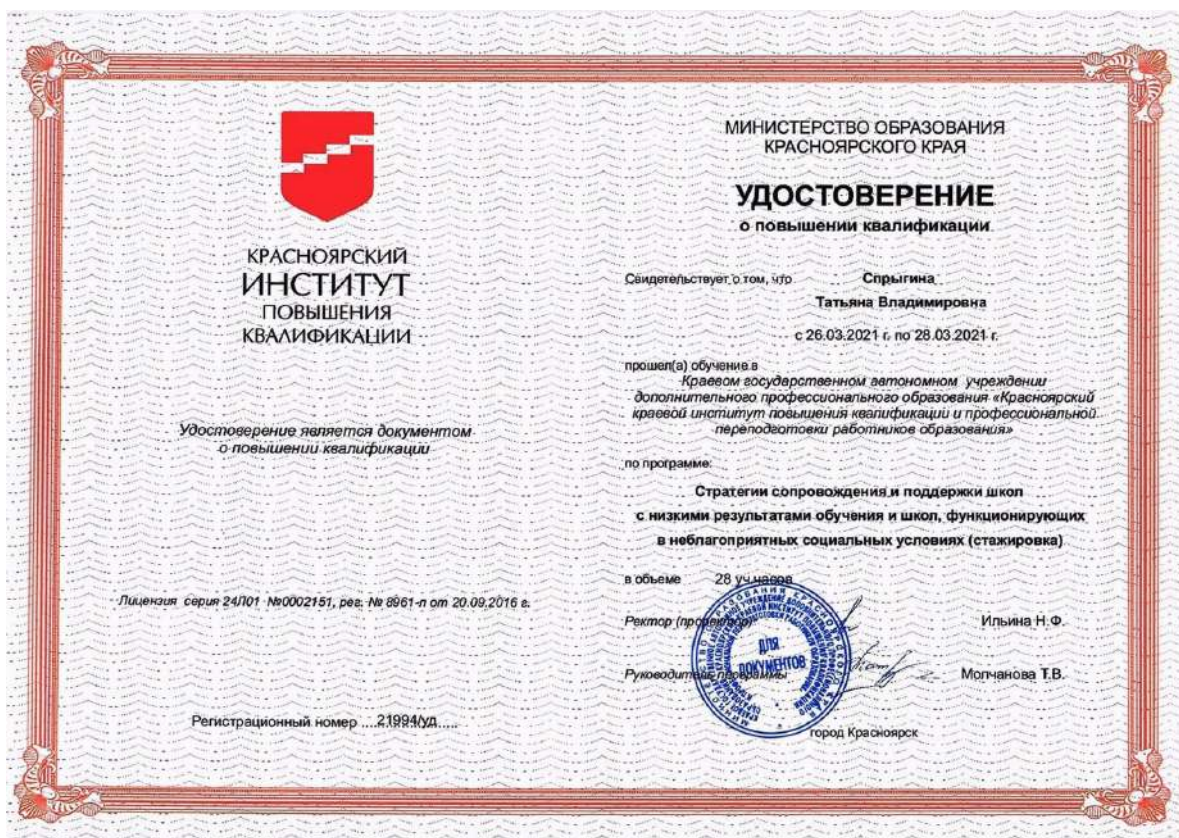 КРАСНОЯРСКИЙ
ИНСТИТУТ
ПОВЫШЕНИЯ
КВАЛИФИКАЦИИ
Удостоверение является документом
о повышении квалификации
Лицензия серия 24Л01 №0002151, рег. № 8961-л от 20.09.2016 г.
Регистрационный номер ....21994/уд.....
МИНИСТЕРСТВО ОБРАЗОВАНИЯ
КРАСНОЯРСКОГО КРАЯ
УДОСТОВЕРЕНИЕ
о повышении квалификации
Свидетельствует о том, что Спрыгина
Татьяна Владимировна
с 26.03.2021 г. по 28.03.2021 г.
прошел(а) обучение в
Краевом государственном автономном учреждении
дополнительного профессионального образования «Красноярский
краевой институт повышения квалификации и профессиональной
переподготовки работников образования»
по программе:
Стратегии сопровождения и поддержки школ
с низкими результатами обучения и школ, функционирующих
в неблагоприятных социальных условиях (стажировка)
в объеме 28 уч.часов
Ректор (проректор) Ильина Н.Ф.
Руководитель программы Молчанова Т.В.
ДЛЯ
ДОКУМЕНТОВ
город Красноярск